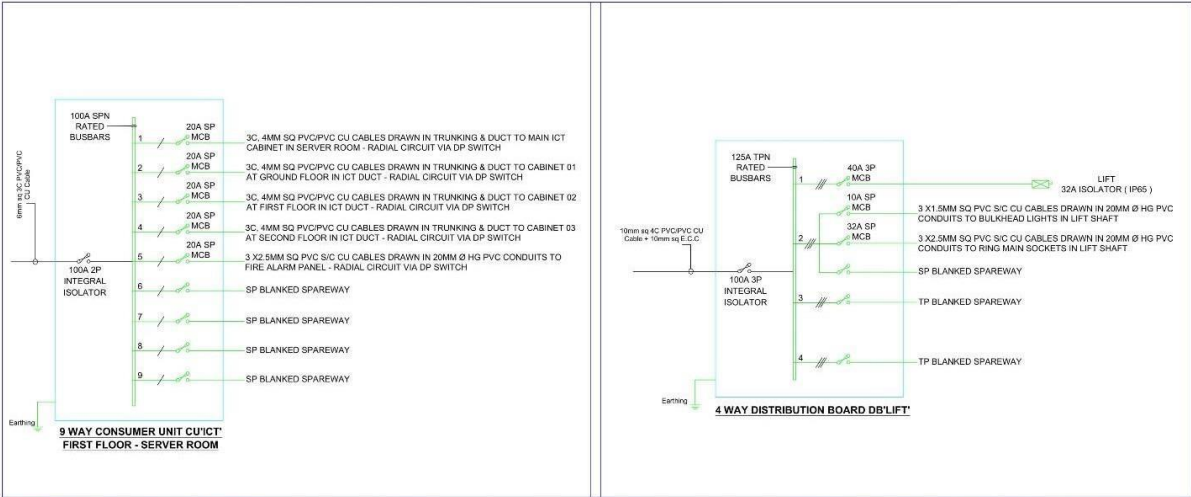 100A SPN
RATED
BUSBARS
6mm sq 3C PVC/PVC
CU Cable
100A 2P
INTEGRAL
ISOLATOR
1
20A SP
MCB
3C, 4MM SQ PVC/PVC CU CABLES DRAWN IN TRUNKING & DUCT TO MAIN ICT
CABINET IN SERVER ROOM - RADIAL CIRCUIT VIA DP SWITCH
2
20A SP
MCB
3C, 4MM SQ PVC/PVC CU CABLES DRAWN IN TRUNKING & DUCT TO CABINET 01
AT GROUND FLOOR IN ICT DUCT - RADIAL CIRCUIT VIA DP SWITCH
3
20A SP
MCB
3C, 4MM SQ PVC/PVC CU CABLES DRAWN IN TRUNKING & DUCT TO CABINET 02
AT FIRST FLOOR IN ICT DUCT - RADIAL CIRCUIT VIA DP SWITCH
4
20A SP
MCB
3C, 4MM SQ PVC/PVC CU CABLES DRAWN IN TRUNKING & DUCT TO CABINET 03
AT SECOND FLOOR IN ICT DUCT - RADIAL CIRCUIT VIA DP SWITCH
5
20A SP
MCB
3 X2.5MM SQ PVC S/C CU CABLES DRAWN IN 20MM Ø HG PVC CONDUITS TO
FIRE ALARM PANEL - RADIAL CIRCUIT VIA DP SWITCH
6
SP BLANKED SPAREWAY
7
SP BLANKED SPAREWAY
8
SP BLANKED SPAREWAY
9
SP BLANKED SPAREWAY
Earthing
9 WAY CONSUMER UNIT CU'ICT'
FIRST FLOOR - SERVER ROOM
125A TPN
RATED
BUSBARS
10mm sq 4C PVC/PVC CU
Cable + 10mm sq E.C.C
100A 3P
INTEGRAL
ISOLATOR
1
40A 3P
MCB
LIFT
32A ISOLATOR ( IP65 )
2
10A SP
MCB
3 X1.5MM SQ PVC S/C CU CABLES DRAWN IN 20MM Ø HG PVC
CONDUITS TO BULKHEAD LIGHTS IN LIFT SHAFT
32A SP
MCB
3 X2.5MM SQ PVC S/C CU CABLES DRAWN IN 20MM Ø HG PVC
CONDUITS TO RING MAIN SOCKETS IN LIFT SHAFT
SP BLANKED SPAREWAY
3
TP BLANKED SPAREWAY
4
TP BLANKED SPAREWAY
Earthing
4 WAY DISTRIBUTION BOARD DB'LIFT'